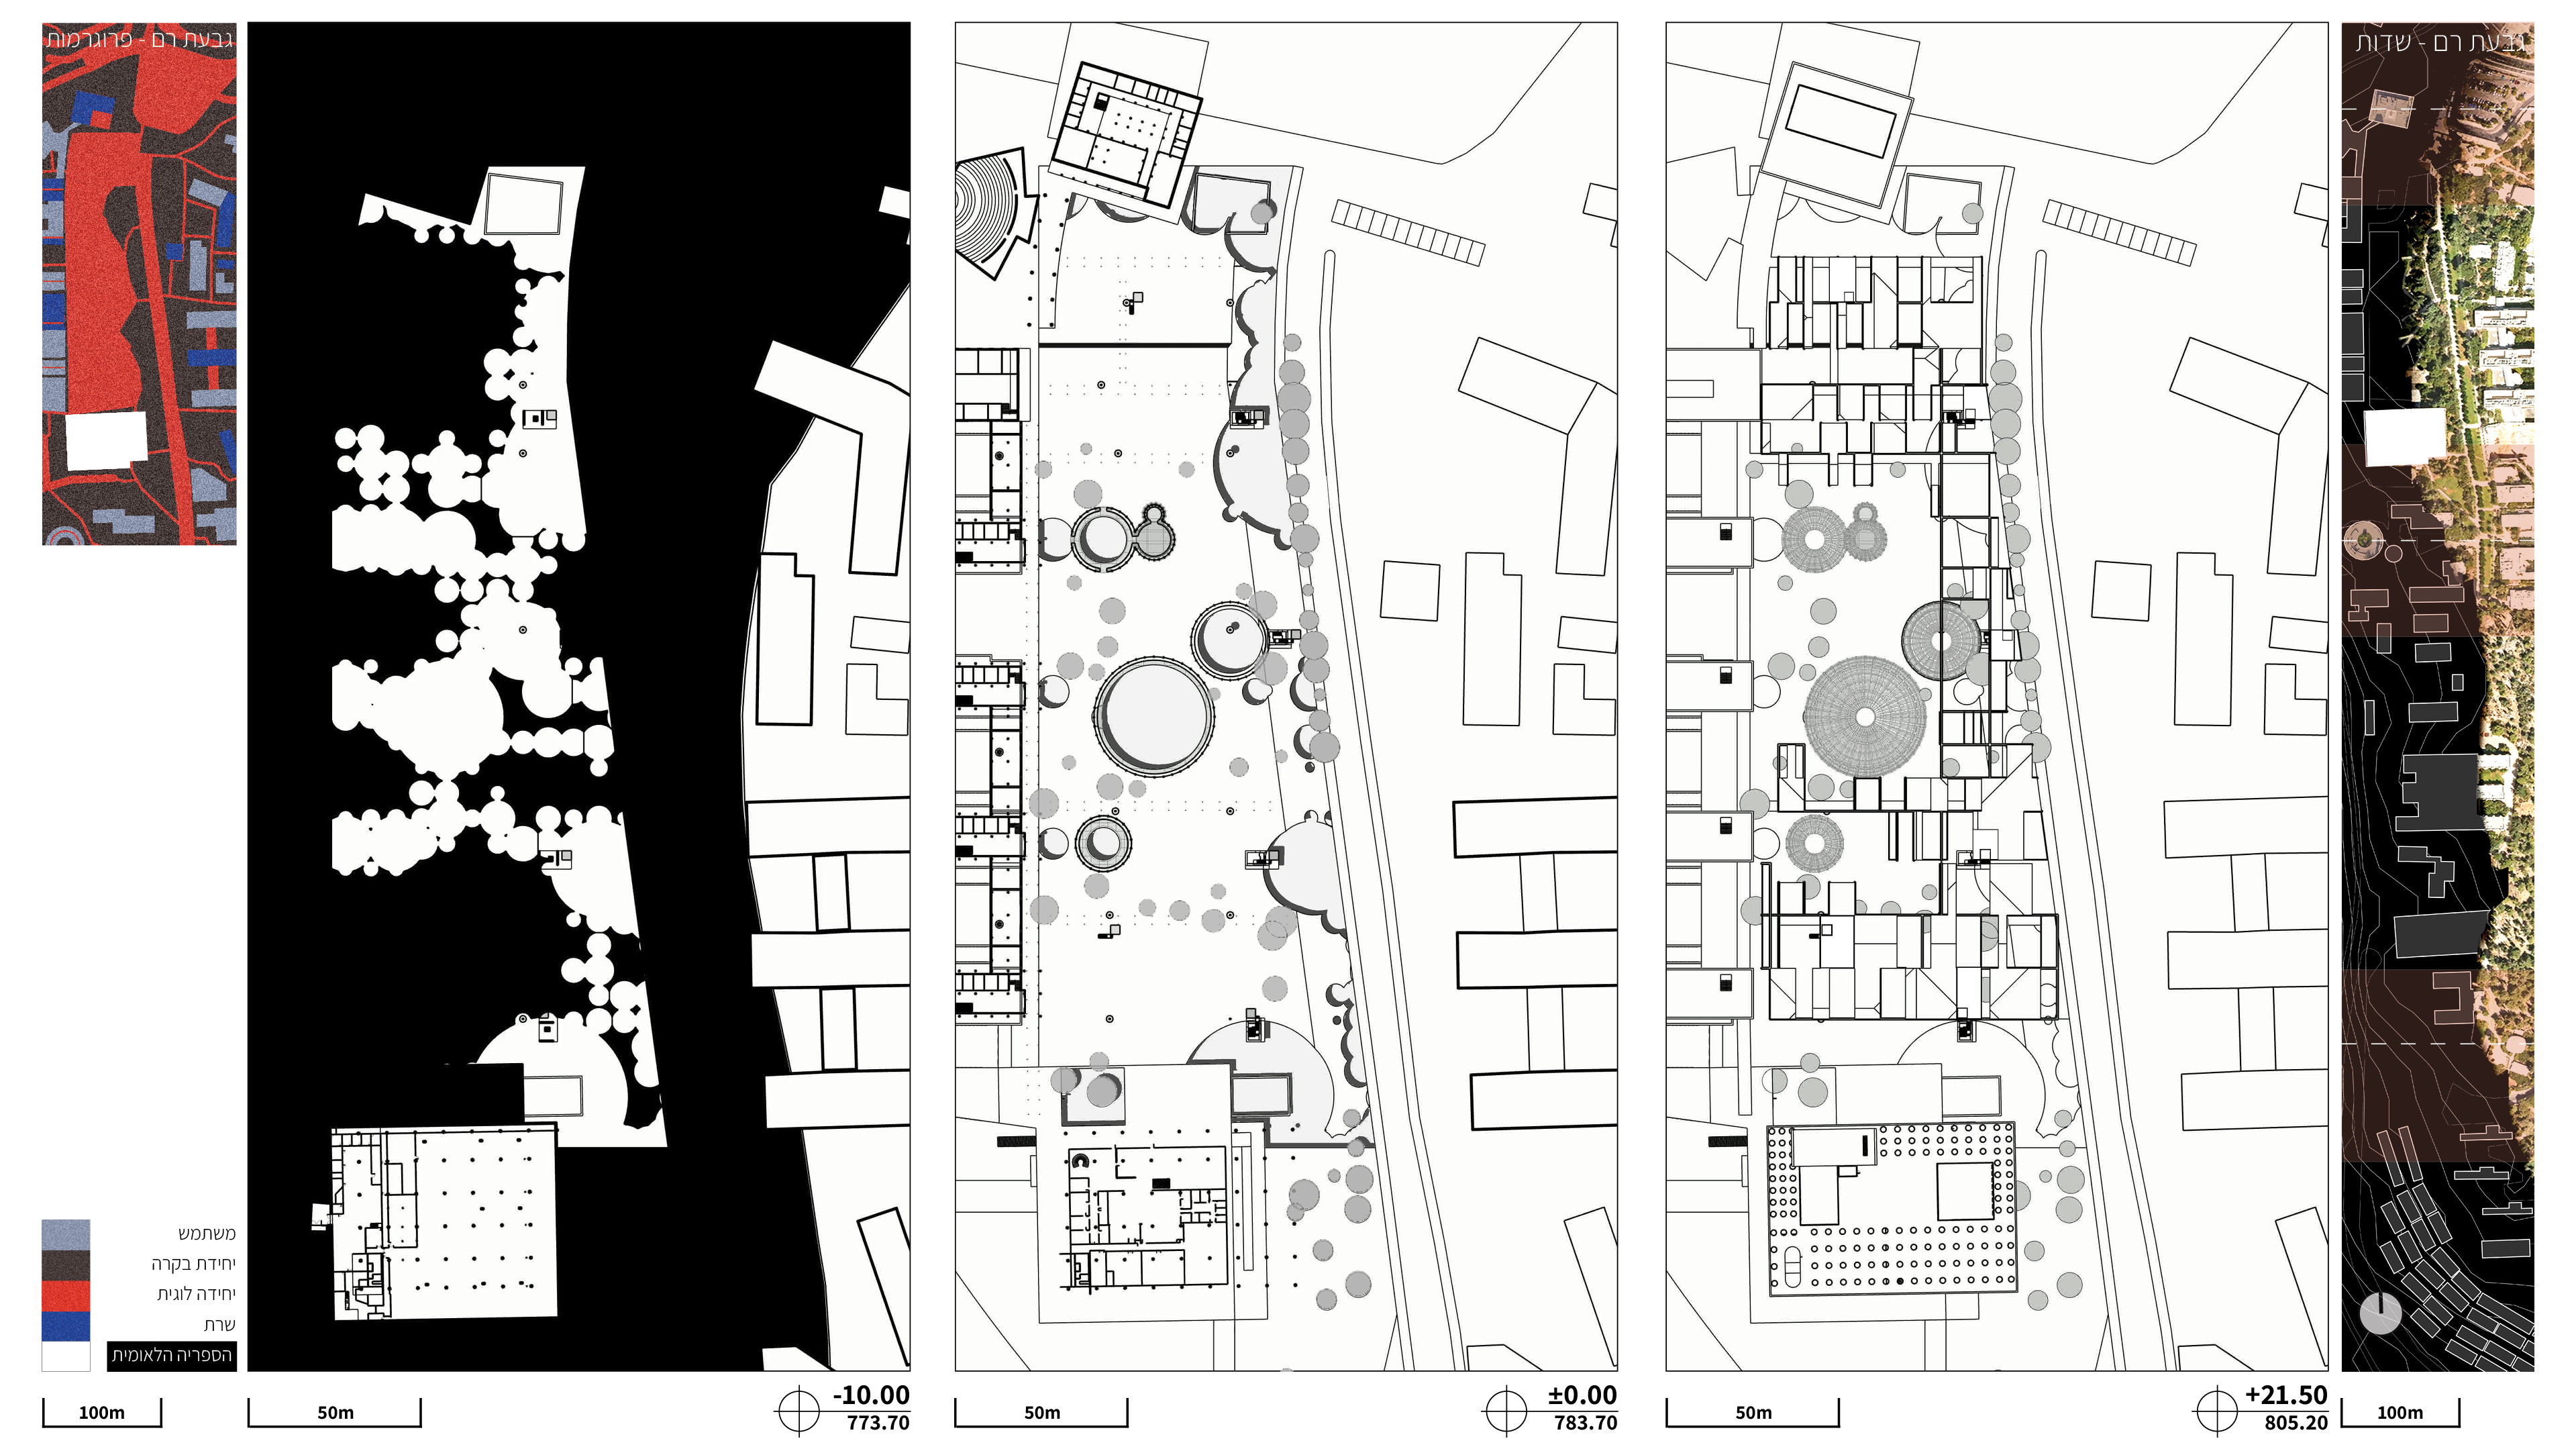 גבעת רם - פרוגרמות
גבעת רם - שדות
משתמש
יחידת בקרה
יחידה לוגית
שרת
הספריה הלאומית
100m
50m
-10.00
773.70
50m
±0.00
783.70
50m
+21.50
805.20
100m